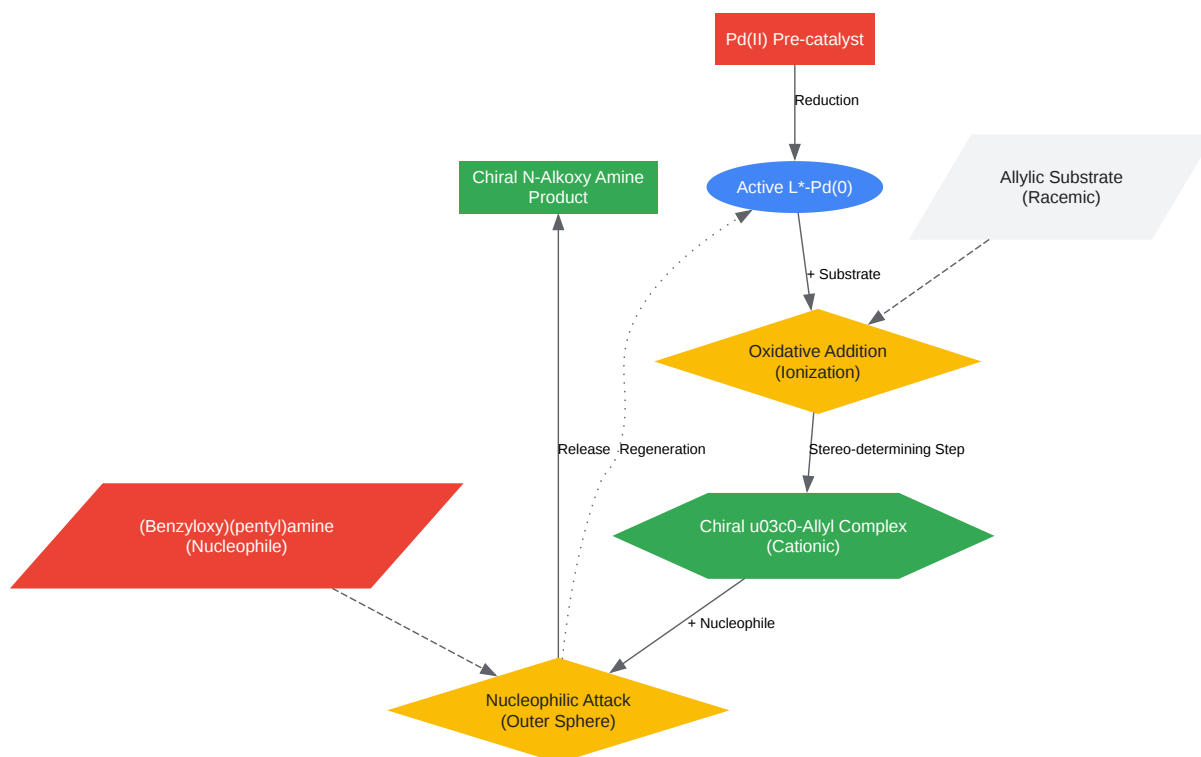 Pd(II) Pre-catalyst
Reduction
Chiral N-Alkoxy Amine
Product
Active L*-Pd(0)
Allylic Substrate
(Racemic)
+ Substrate
Oxidative Addition
(Ionization)
Release
Regeneration
Stereo-determining Step
(Benzyloxy)(pentyl)amine
(Nucleophile)
Chiral u03c0-Allyl Complex
(Cationic)
+ Nucleophile
Nucleophilic Attack
(Outer Sphere)